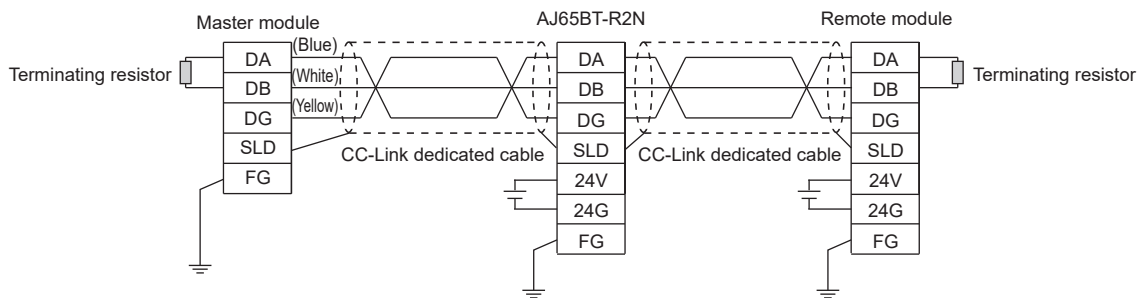 Master module
AJ65BT-R2N
Remote module
Terminating resistor
DA
DB
DG
SLD
FG
(Blue)
(White)
(Yellow)
CC-Link dedicated cable
DA
DB
DG
SLD
24V
24G
FG
CC-Link dedicated cable
DA
DB
DG
SLD
24V
24G
FG
Terminating resistor